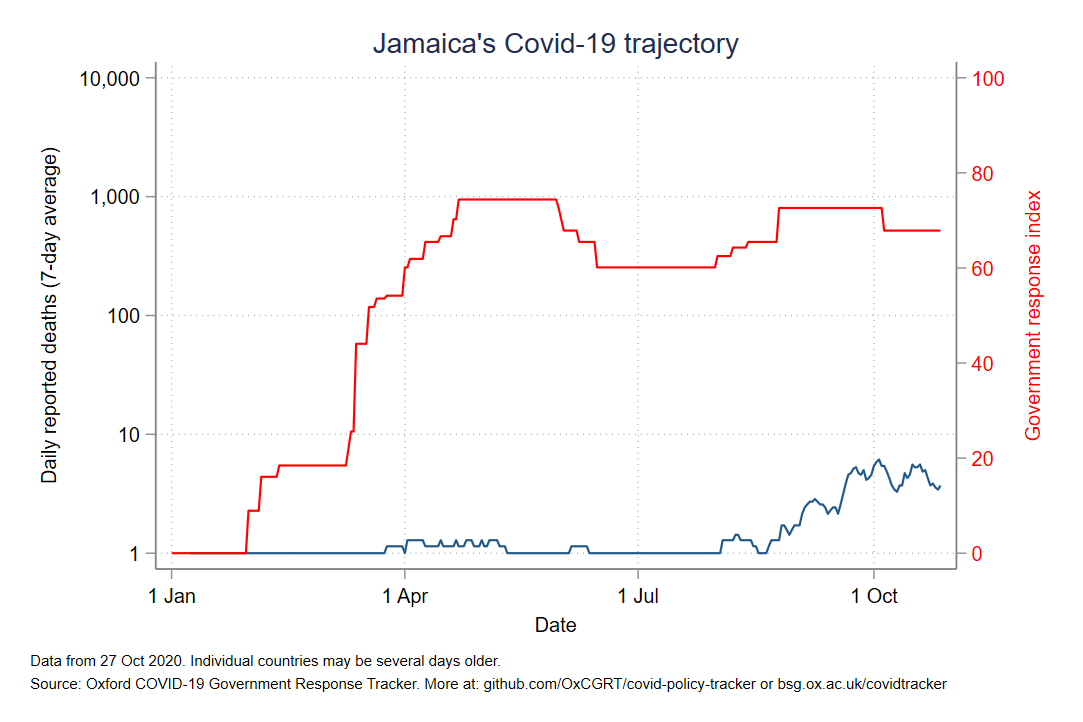 Jamaica's Covid-19 trajectory
10,000
1,000
100
10
1
Daily reported deaths (7-day average)
100
80
60
40
20
0
Government response index
1 Jan
1 Apr
1 Jul
1 Oct
Date
Data from 27 Oct 2020. Individual countries may be several days older.
Source: Oxford COVID-19 Government Response Tracker. More at: github.com/OxCGRT/covid-policy-tracker or bsg.ox.ac.uk/covidtracker